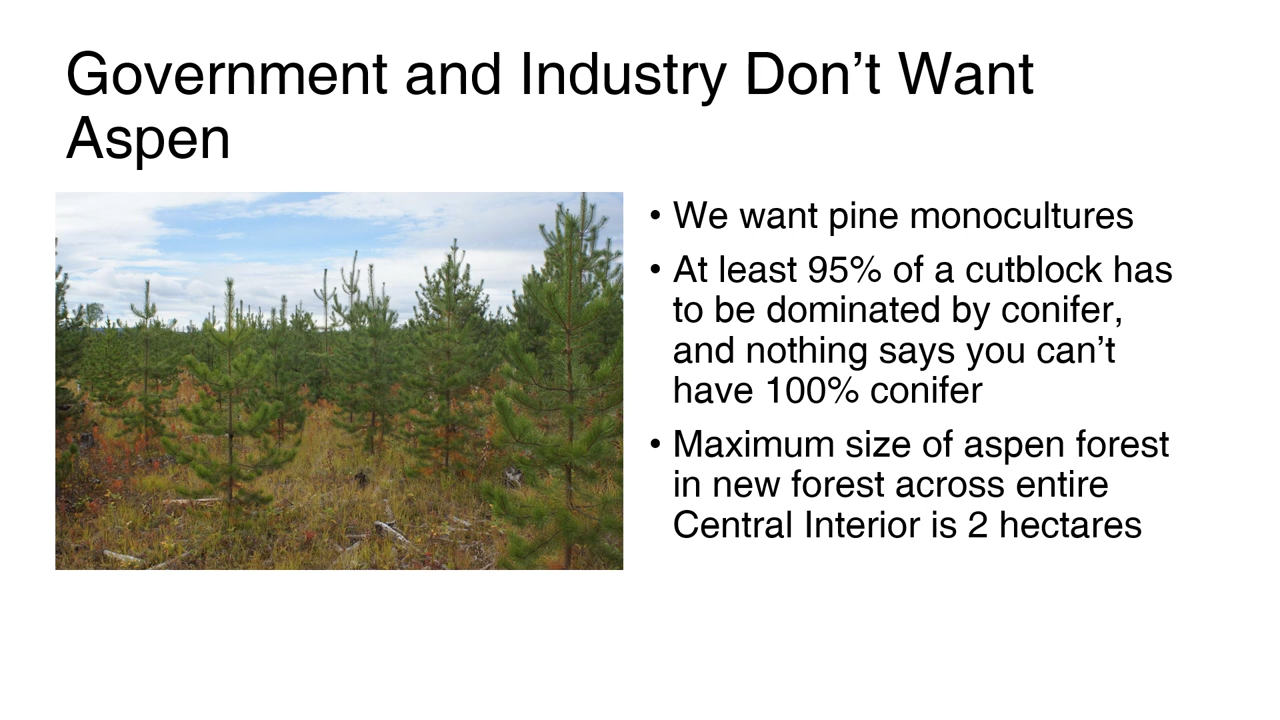 Government and Industry Don’t Want
Aspen
• We want pine monocultures
• At least 95% of a cutblock has
to be dominated by conifer,
and nothing says you can’t
have 100% conifer
• Maximum size of aspen forest
in new forest across entire
Central Interior is 2 hectares